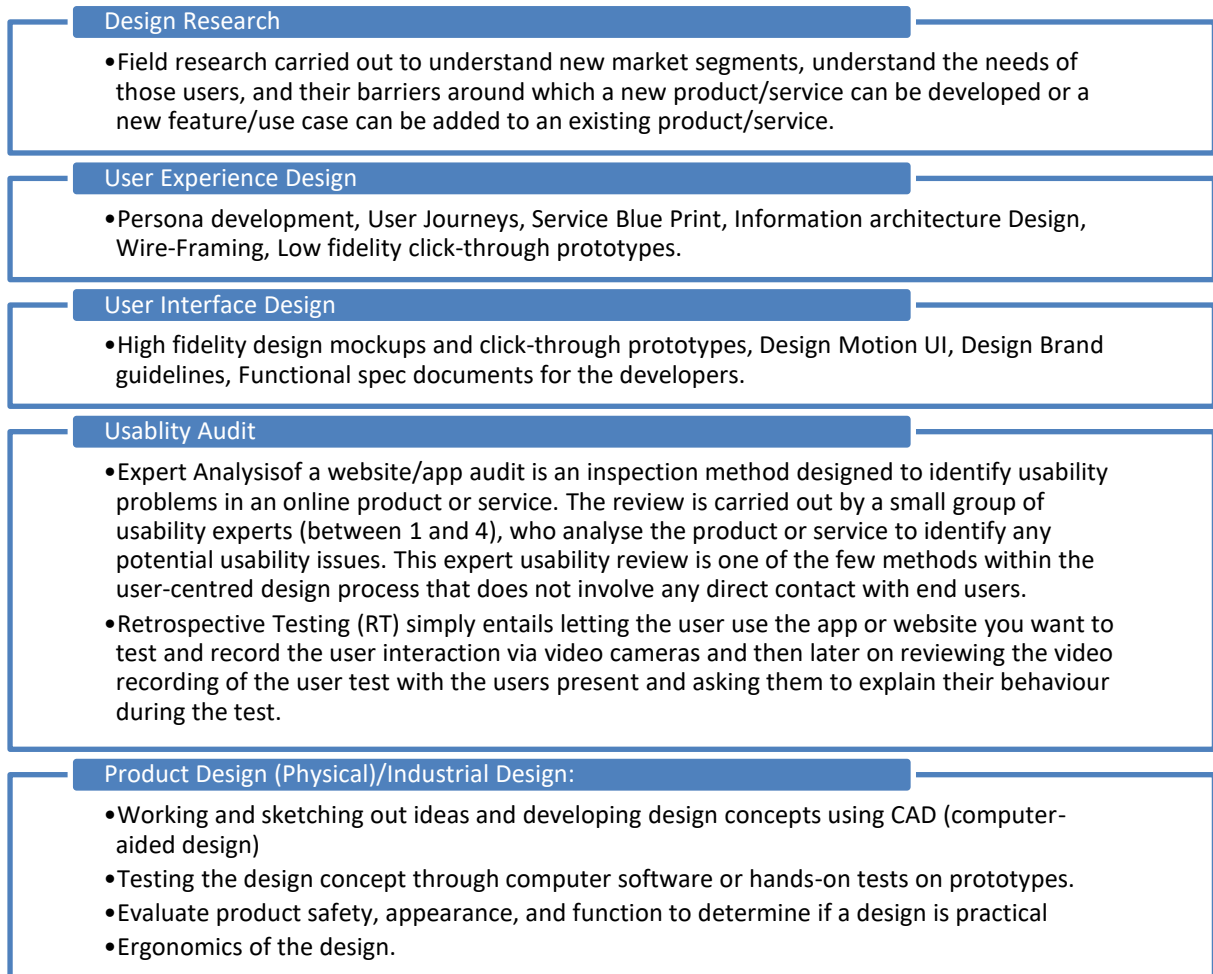 Design Research
•Field research carried out to understand new market segments, understand the needs of
those users, and their barriers around which a new product/service can be developed or a
new feature/use case can be added to an existing product/service.
User Experience Design
•Persona development, User Journeys, Service Blue Print, Information architecture Design,
Wire-Framing, Low fidelity click-through prototypes.
User Interface Design
•High fidelity design mockups and click-through prototypes, Design Motion UI, Design Brand
guidelines, Functional spec documents for the developers.
Usablity Audit
•Expert Analysisof a website/app audit is an inspection method designed to identify usability
problems in an online product or service. The review is carried out by a small group of
usability experts (between 1 and 4), who analyse the product or service to identify any
potential usability issues. This expert usability review is one of the few methods within the
user-centred design process that does not involve any direct contact with end users.
•Retrospective Testing (RT) simply entails letting the user use the app or website you want to
test and record the user interaction via video cameras and then later on reviewing the video
recording of the user test with the users present and asking them to explain their behaviour
during the test.
Product Design (Physical)/Industrial Design:
•Working and sketching out ideas and developing design concepts using CAD (computer-
aided design)
•Testing the design concept through computer software or hands-on tests on prototypes.
•Evaluate product safety, appearance, and function to determine if a design is practical
•Ergonomics of the design.